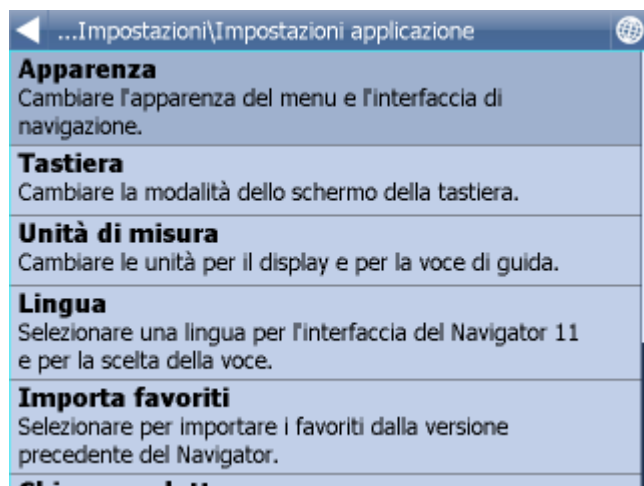 ...Impostazioni\Impostazioni applicazione
Apparenza
Cambiare l'apparenza del menu e l'interfaccia di
navigazione.
Tastiera
Cambiare la modalità dello schermo della tastiera.
Unità di misura
Cambiare le unità per il display e per la voce di guida.
Lingua
Selezionare una lingua per l'interfaccia del Navigator 11
e per la scelta della voce.
Importa favoriti
Selezionare per importare i favoriti dalla versione
precedente del Navigator.